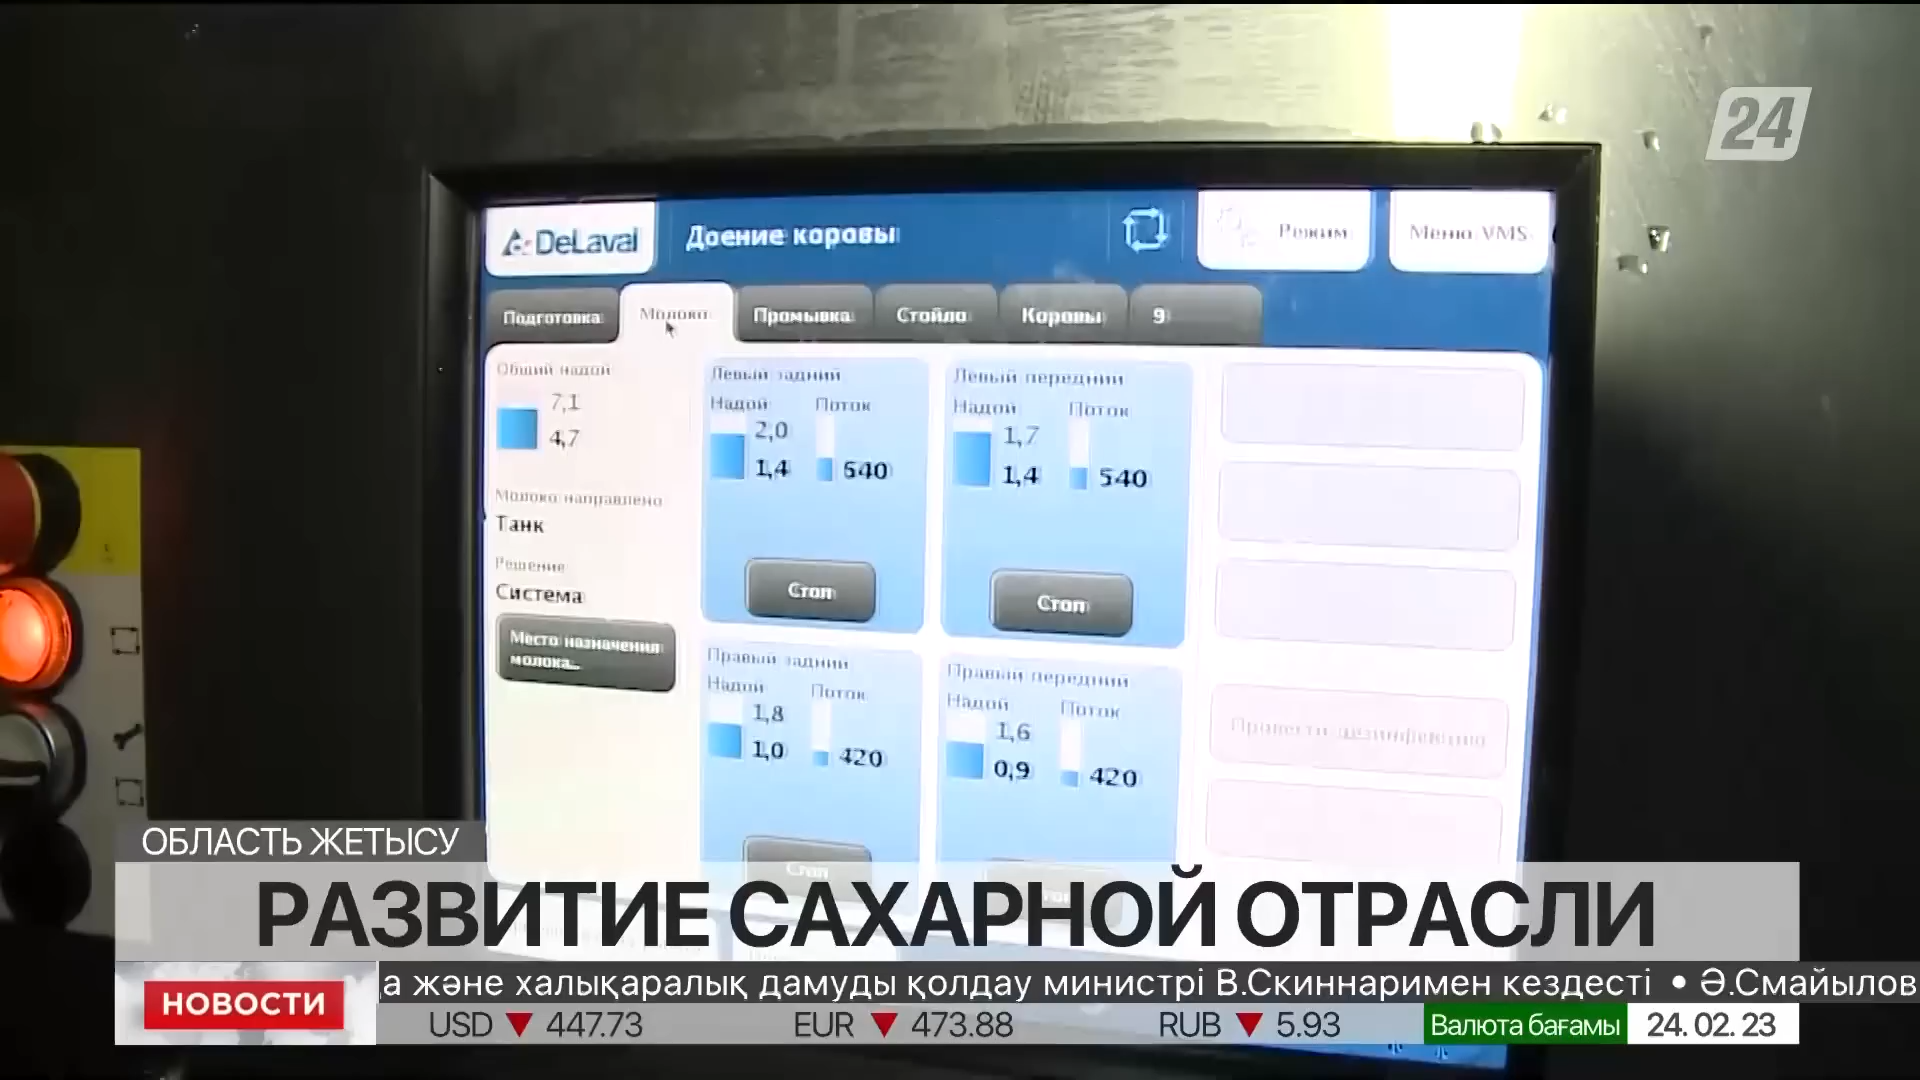 24
DeLaval
Доение коровы
Режим
Меню VMS
Подготовка
Молоко
Промывка
Стойло
Коровы
9
Общий надой
7,1
4,7
Молоко направлено
Танк
Решение
Система
Место назначения
молока...
Левый задний
Надой Поток
2,0
1,4 540
Стоп
Левый передний
Надой Поток
1,7
1,4 540
Стоп
Правый задний
Надой Поток
1,8
1,0 420
Стоп
Правый передний
Надой Поток
1,6
0,9 420
Провести дезинфекцию
ОБЛАСТЬ ЖЕТЫСУ
РАЗВИТИЕ САХАРНОЙ ОТРАСЛИ
НОВОСТИ
а және халықаралық дамуды қолдау министрі В.Скиннаримен кездесті • Ә.Смайылов
USD 447.73 EUR 473.88 RUB 5.93 Валюта бағамы 24. 02. 23